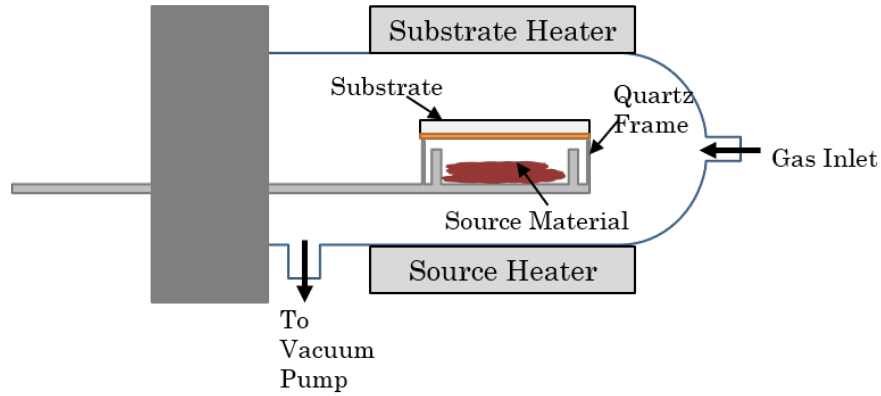 Substrate Heater
Substrate
Quartz
Frame
Gas Inlet
Source Material
Source Heater
To
Vacuum
Pump